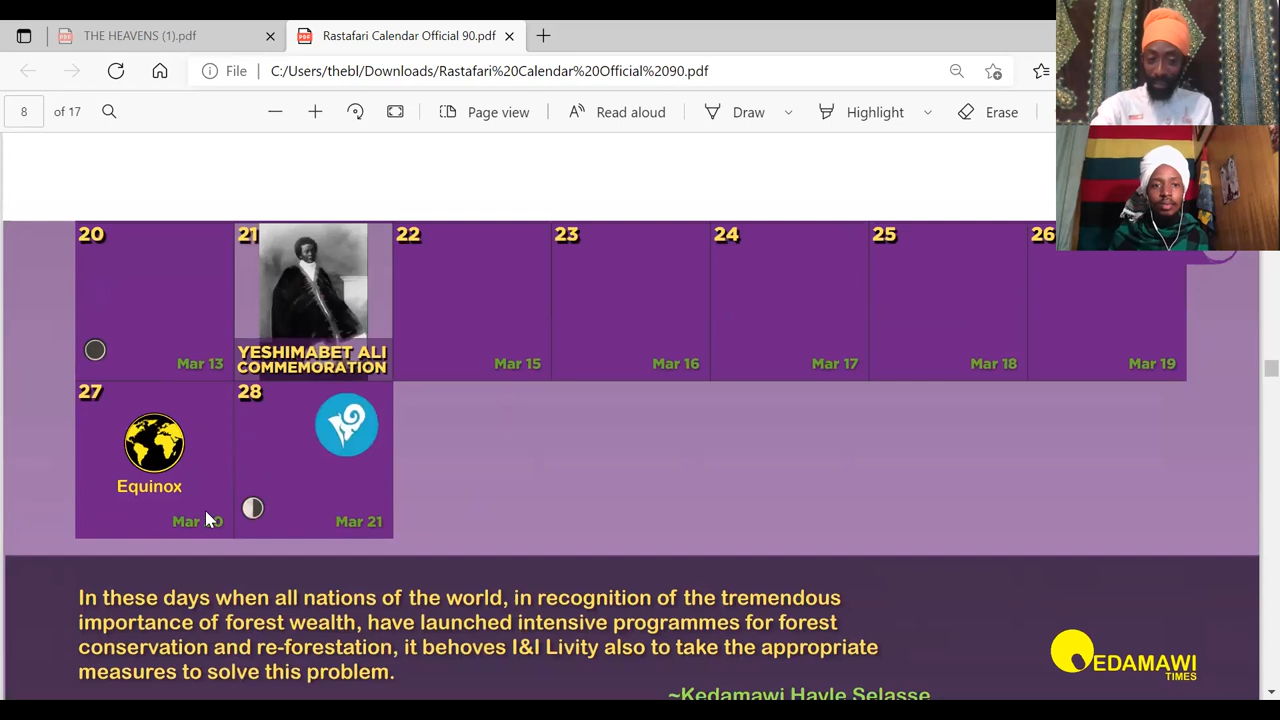 THE HEAVENS (1).pdf
Rastafari Calendar Official 90.pdf
File
C:/Users/thebl/Downloads/Rastafari%20Calendar%20Official%2090.pdf
8
of 17
Page view
Read aloud
Draw
Highlight
Erase
20
21
22
23
24
25
26
Mar 13
YESHIMABET ALI
COMMEMORATION
Mar 15
Mar 16
Mar 17
Mar 18
Mar 19
27
28
Equinox
Mar 20
Mar 21
In these days when all nations of the world, in recognition of the tremendous
importance of forest wealth, have launched intensive programmes for forest
conservation and re-forestation, it behoves I&I Livity also to take the appropriate
measures to solve this problem.
~Kedamawi Hayle Selasse
EDAMAWI
TIMES